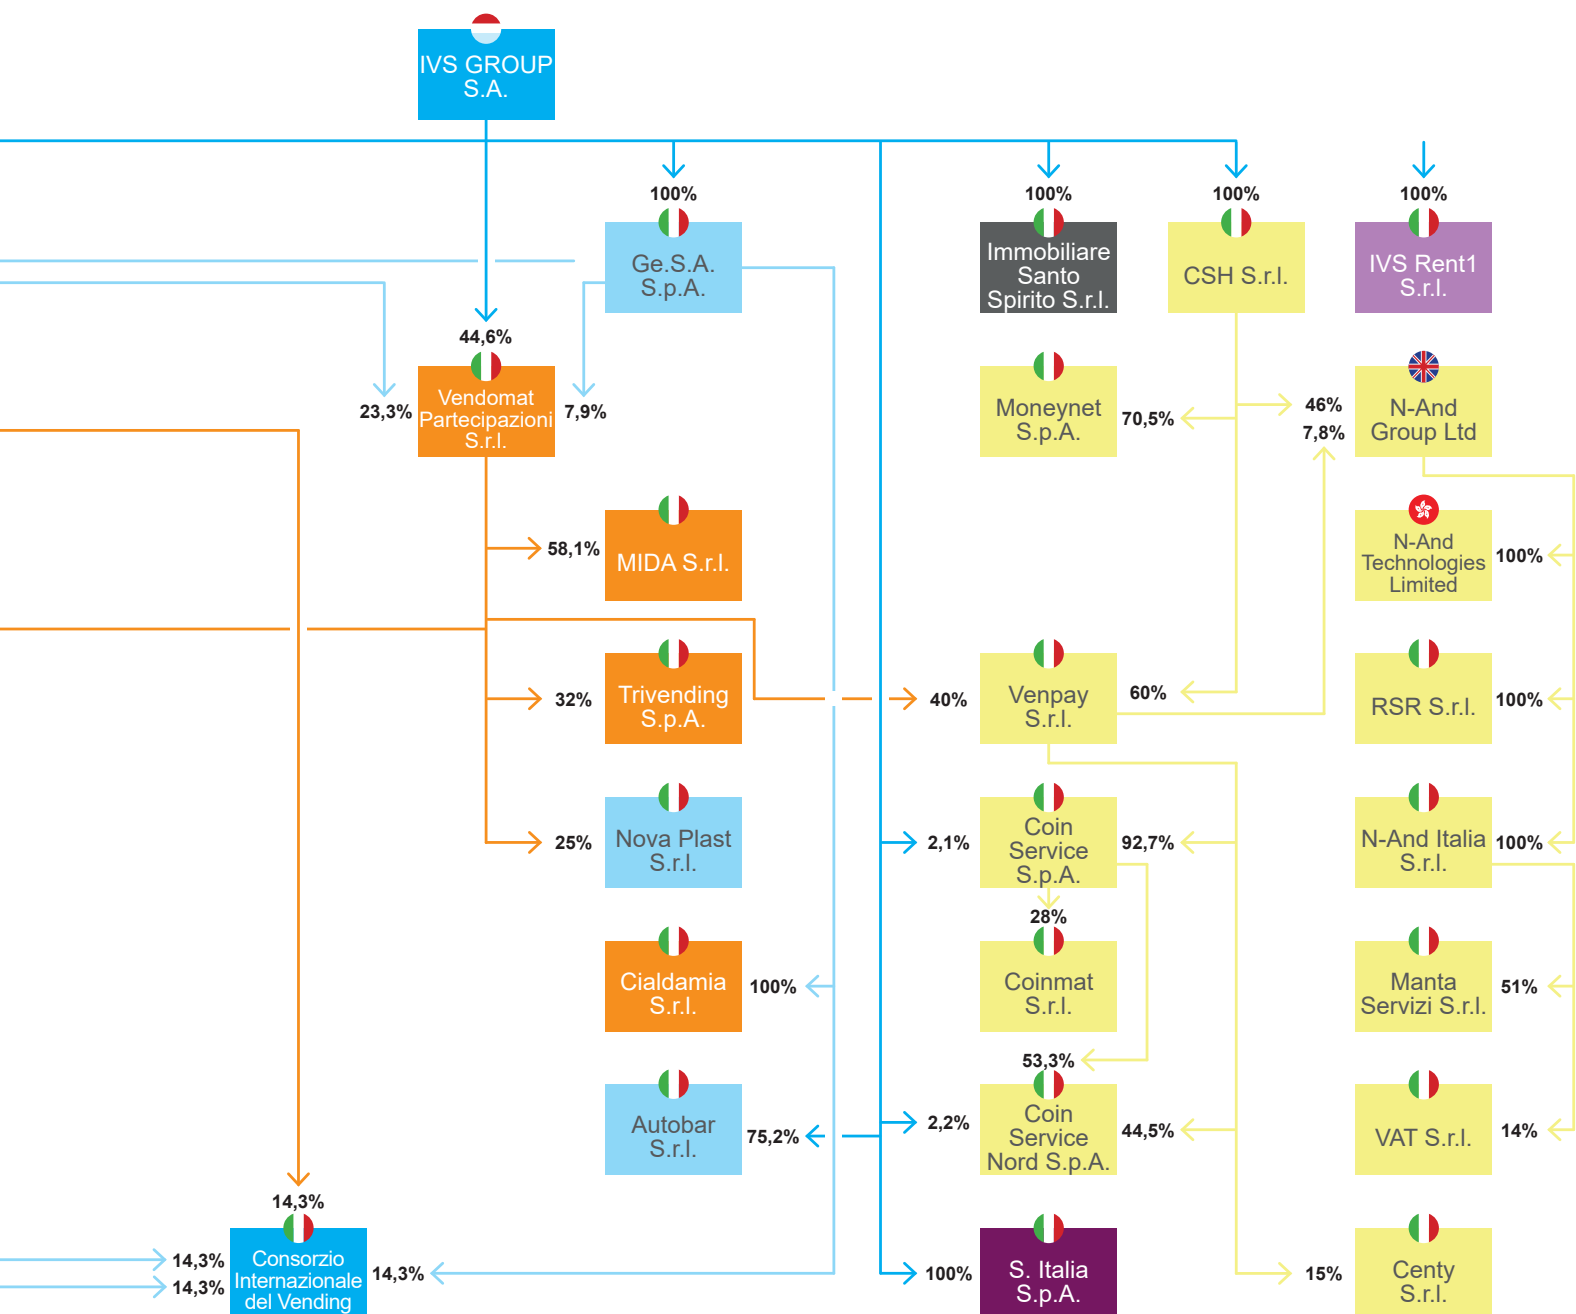 IVS GROUP
S.A.
100%
100%
100%
100%
Ge.S.A.
S.p.A.
Immobiliare
Santo
Spirito S.r.l.
CSH S.r.l.
IVS Rent1
S.r.l.
44,6%
23,3%
Vendomat
Partecipazioni
S.r.l.
7,9%
Moneynet
S.p.A.
70,5%
46%
7,8%
N-And
Group Ltd
58,1%
MIDA S.r.l.
N-And
Technologies
Limited
100%
32%
Trivending
S.p.A.
40%
Venpay
S.r.l.
60%
RSR S.r.l.
100%
25%
Nova Plast
S.r.l.
2,1%
Coin
Service
S.p.A.
92,7%
N-And Italia
S.r.l.
100%
28%
Cialdamia
S.r.l.
100%
Coinmat
S.r.l.
Manta
Servizi S.r.l.
51%
53,3%
Autobar
S.r.l.
75,2%
2,2%
Coin
Service
Nord S.p.A.
44,5%
VAT S.r.l.
14%
14,3%
14,3%
14,3%
Consorzio
Internazionale
del Vending
14,3%
100%
S. Italia
S.p.A.
15%
Centy
S.r.l.